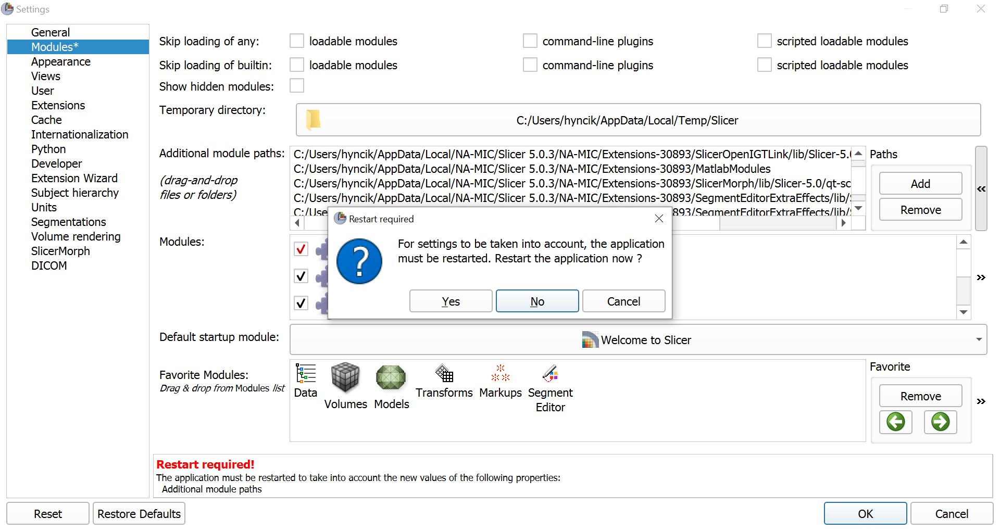 Settings
General
Modules*
Appearance
Views
User
Extensions
Cache
Internationalization
Python
Developer
Extension Wizard
Subject hierarchy
Units
Segmentations
Volume rendering
SlicerMorph
DICOM
Skip loading of any: loadable modules command-line plugins scripted loadable modules
Skip loading of builtin: loadable modules command-line plugins scripted loadable modules
Show hidden modules:
Temporary directory: C:/Users/hyncik/AppData/Local/Temp/Slicer
Additional module paths:
(drag-and-drop
files or folders)
C:/Users/hyncik/AppData/Local/NA-MIC/Slicer 5.0.3/NA-MIC/Extensions-30893/SlicerOpenIGTLink/lib/Slicer-5.0
C:/Users/hyncik/AppData/Local/NA-MIC/Slicer 5.0.3/NA-MIC/Extensions-30893/MatlabModules
C:/Users/hyncik/AppData/Local/NA-MIC/Slicer 5.0.3/NA-MIC/Extensions-30893/SlicerMorph/lib/Slicer-5.0/qt-sc
C:/Users/hyncik/AppData/Local/NA-MIC/Slicer 5.0.3/NA-MIC/Extensions-30893/SegmentEditorExtraEffects/lib/S
C:/Use 893/SegmentEditorExtraEffects/lib/S
Paths
Add
Remove
Restart required
For settings to be taken into account, the application
must be restarted. Restart the application now ?
Yes No Cancel
Modules:
Default startup module: Welcome to Slicer
Favorite Modules:
Drag & drop from Modules list
Data
Volumes
Models
Transforms
Markups
Segment
Editor
Favorite
Remove
Restart required!
The application must be restarted to take into account the new values of the following properties:
Additional module paths
Reset Restore Defaults OK Cancel